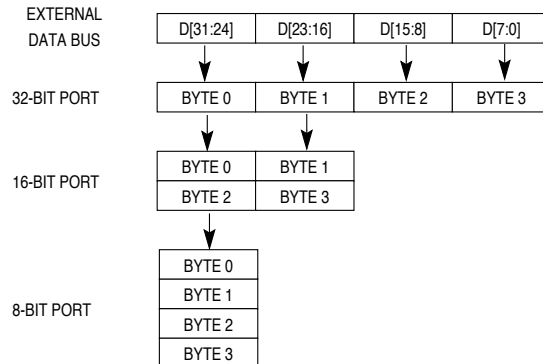 EXTERNAL
DATA BUS
D[31:24] D[23:16] D[15:8] D[7:0]
32-BIT PORT BYTE 0 BYTE 1 BYTE 2 BYTE 3
16-BIT PORT
BYTE 0 BYTE 1
BYTE 2 BYTE 3
8-BIT PORT
BYTE 0
BYTE 1
BYTE 2
BYTE 3